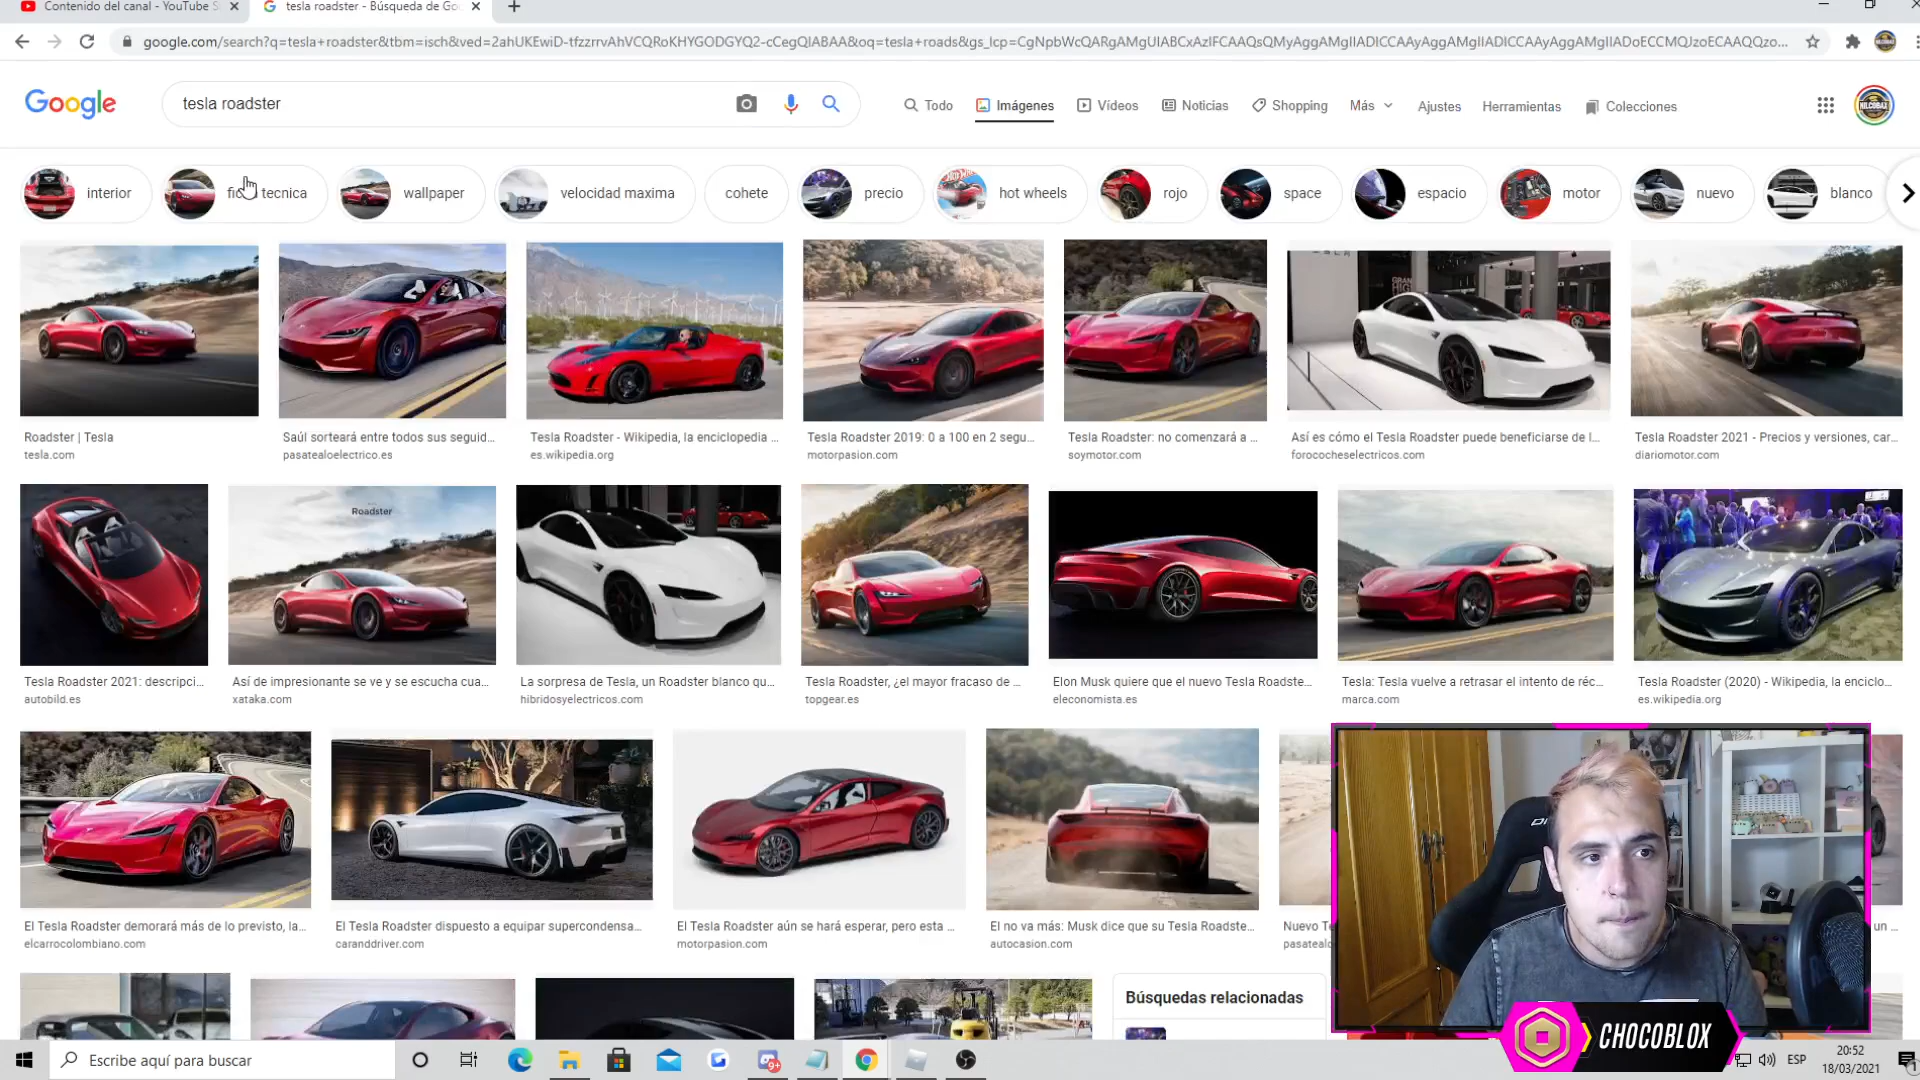 Contenido del canal - YouTube S
tesla roadster - Búsqueda de Goo
google.com/search?q=tesla+roadster&tbm=isch&ved=2ahUKEwiD-tfzzrrvAhVCQRoKHYGODGYQ2-cCegQIABAA&oq=tesla+roads&gs_lcp=CgNpbWcQARgAMgUIABCxAzIFCAAQsQMyAggAMgIIADICCAAyAggAMgIIADICCAAyAggAMgIIADoECCMQJzoECAAQQzo...
Google
tesla roadster
Todo Imágenes Vídeos Noticias Shopping Más Ajustes Herramientas Colecciones
interior tecnica wallpaper velocidad maxima cohete precio hot wheels rojo space espacio motor nuevo blanco
Roadster | Tesla
tesla.com
Saúl sorteará entre todos sus seguid...
pasatealoelectrico.es
Tesla Roadster - Wikipedia, la enciclopedia ...
es.wikipedia.org
Tesla Roadster 2019: 0 a 100 en 2 segu...
motorpasion.com
Tesla Roadster: no comenzará a ...
soymotor.com
Así es cómo el Tesla Roadster puede beneficiarse de l...
forococheselectricos.com
Tesla Roadster 2021 - Precios y versiones, car...
diariomotor.com
Roadster
Tesla Roadster 2021: descripci...
autobild.es
Así de impresionante se ve y se escucha cua...
xataka.com
La sorpresa de Tesla, un Roadster blanco qu...
hibridosyelectricos.com
Tesla Roadster, ¿el mayor fracaso de ...
topgear.es
Elon Musk quiere que el nuevo Tesla Roadste...
eleconomista.es
Tesla: Tesla vuelve a retrasar el intento de réc...
marca.com
Tesla Roadster (2020) - Wikipedia, la enciclo...
es.wikipedia.org
El Tesla Roadster demorará más de lo previsto, la...
elcarrocolombiano.com
El Tesla Roadster dispuesto a equipar supercondensa...
caranddriver.com
El Tesla Roadster aún se hará esperar, pero esta ...
motorpasion.com
El no va más: Musk dice que su Tesla Roadste...
autocasion.com
Nuevo Te
pasatealo
un ...
Búsquedas relacionadas
CHOCOBLOX
Escribe aquí para buscar
ESP
20:52
18/03/2021